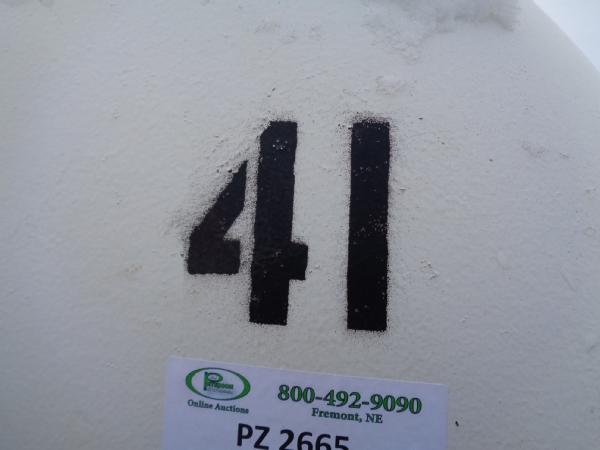 41
Online Auctions
800-492-9090
Fremont, NE
PZ 2665